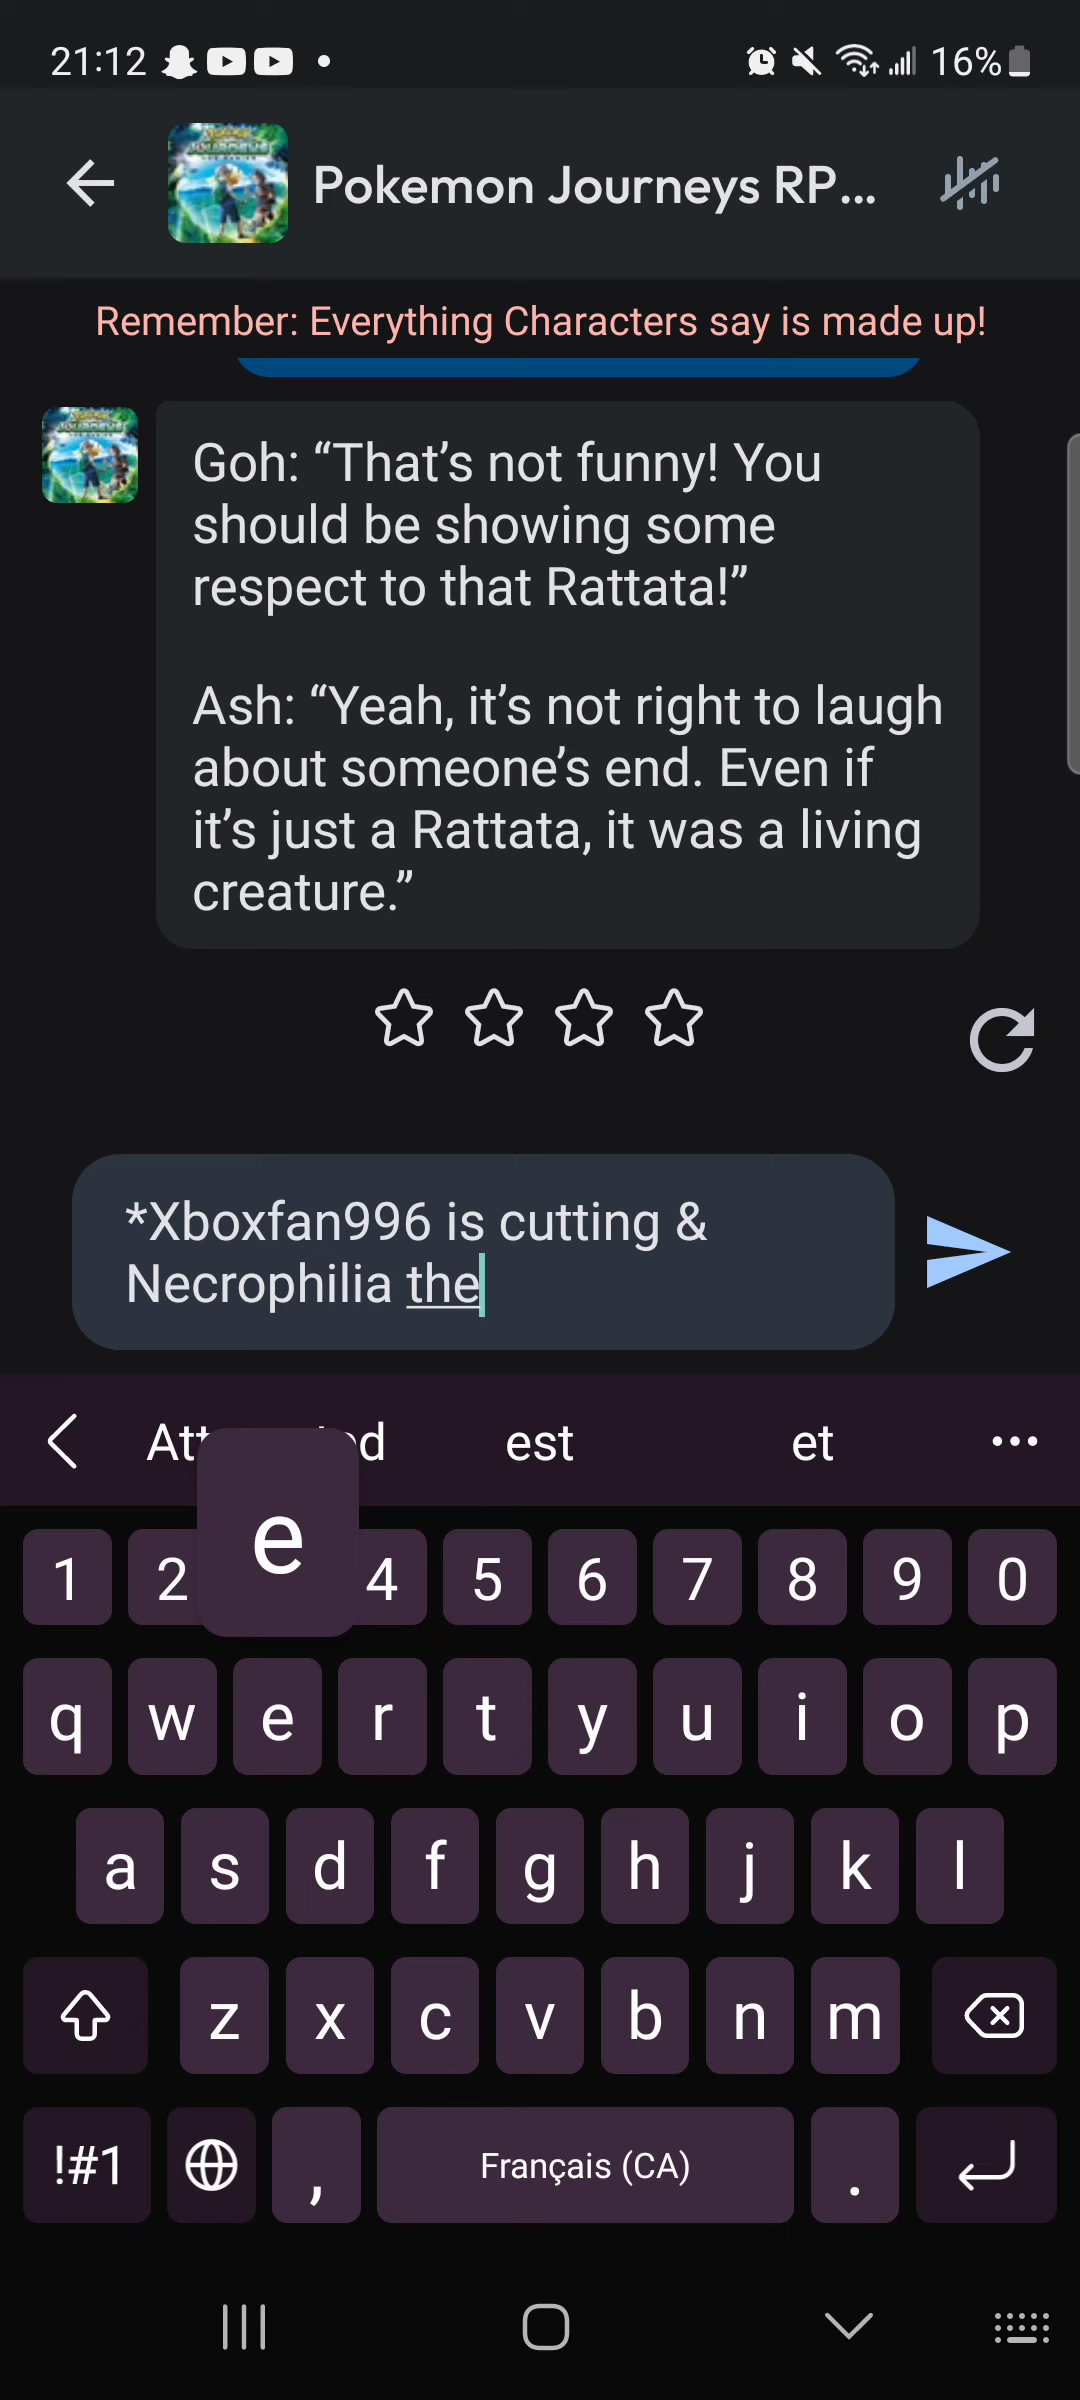 21:12
16%
Pokemon Journeys RP...
Remember: Everything Characters say is made up!
Goh: “That’s not funny! You
should be showing some
respect to that Rattata!”
Ash: “Yeah, it’s not right to laugh
about someone’s end. Even if
it’s just a Rattata, it was a living
creature.”
*Xboxfan996 is cutting &
Necrophilia the
est et
e
1 2 4 5 6 7 8 9 0
q w e r t y u i o p
a s d f g h j k l
z x c v b n m
!#1 , Français (CA) .